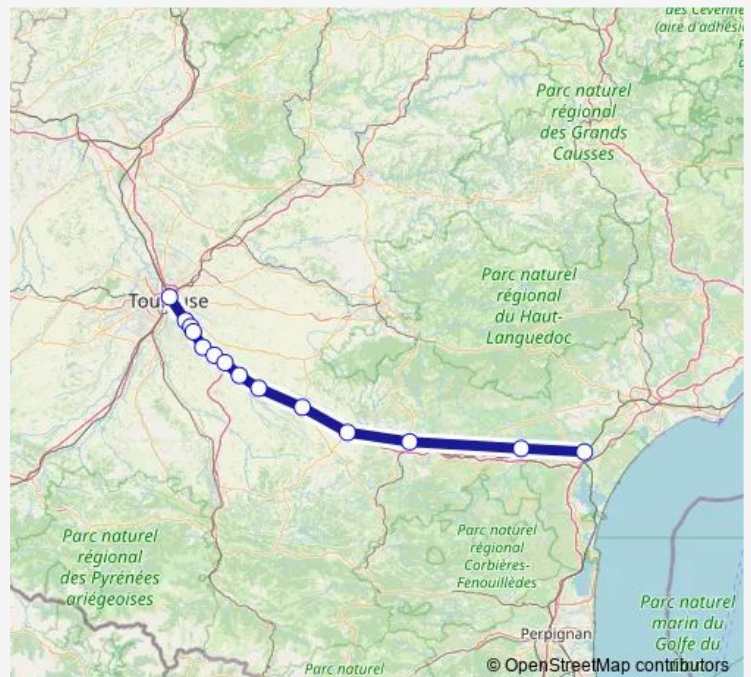 des Cévenne
(aire d'adhési
Parc naturel
régional
des Grands
Causses
Parc naturel
régional
du Haut-
Languedoc
Parc naturel
régional
des Pyrénées
ariégeoises
Parc naturel
régional
Corbières-
Fenouillèdes
Parc naturel
marin du
Golfe du
Perpignan
Parc naturel
© OpenStreetMap contributors